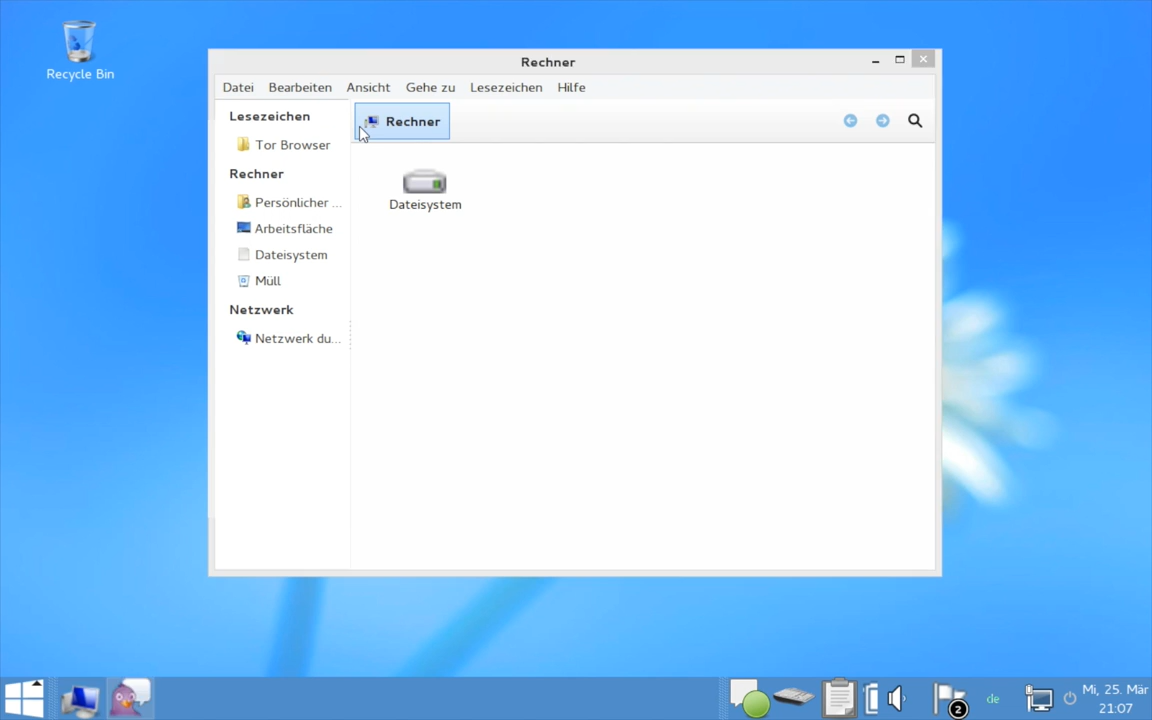 Recycle Bin
Rechner
Datei Bearbeiten Ansicht Gehe zu Lesezeichen Hilfe
Lesezeichen
Tor Browser
Rechner
Persönlicher ...
Arbeitsfläche
Dateisystem
Müll
Netzwerk
Netzwerk du...
Rechner
Dateisystem
2
de
Mi, 25. Mär
21:07